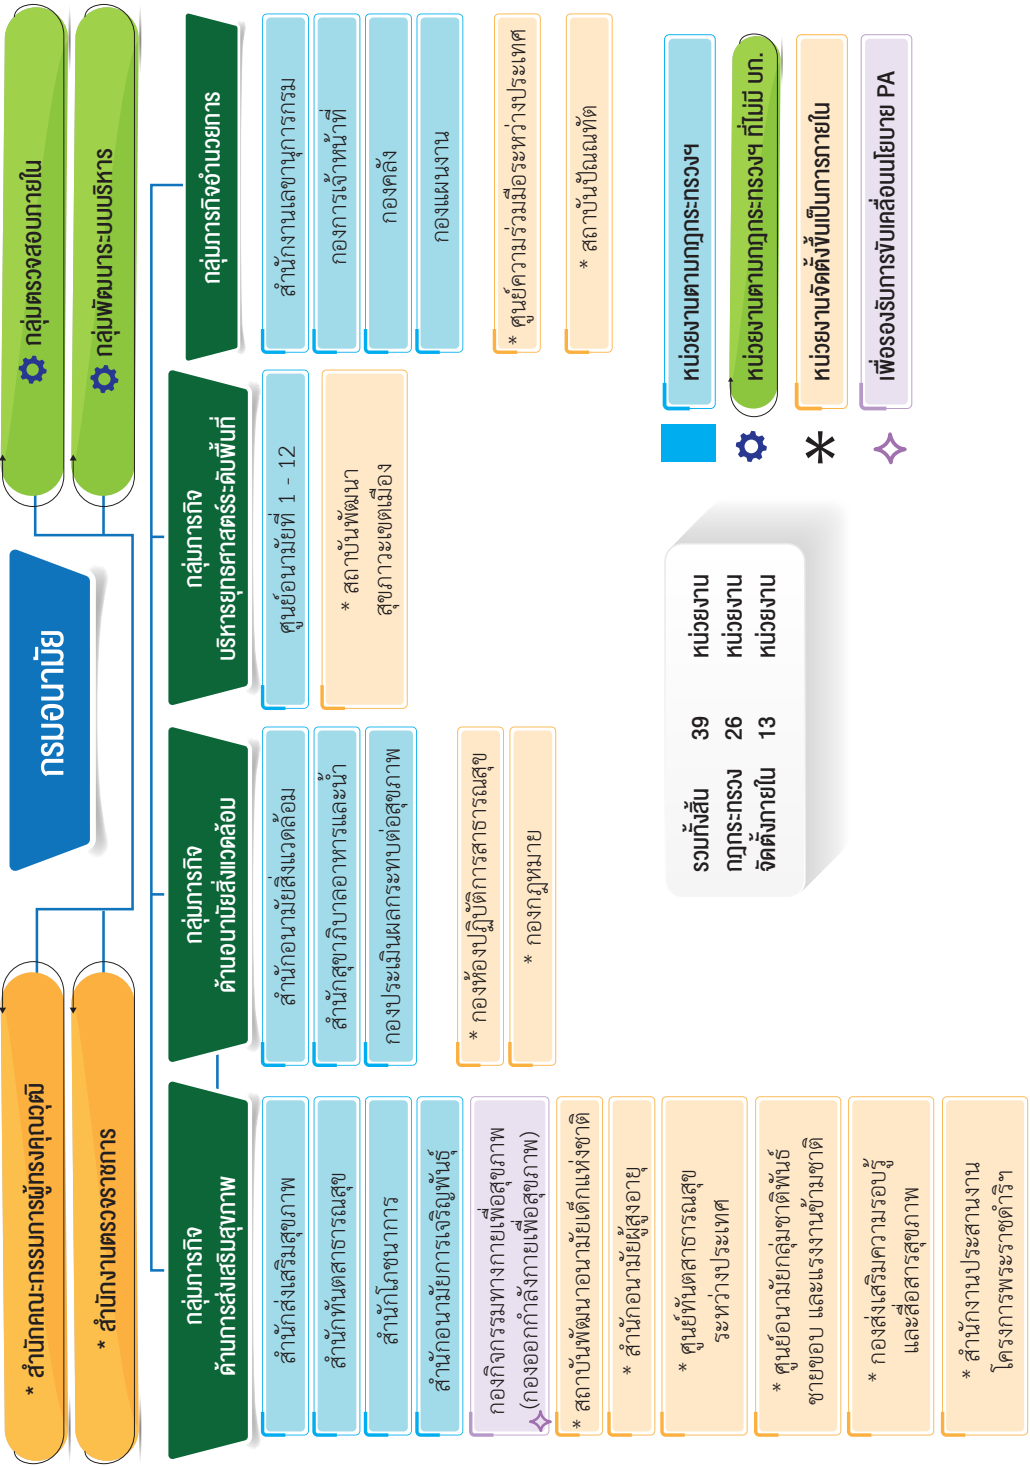 กรมอนามัย
* สำนักคณะกรรมการผู้ทรงคุณวุฒิ
* สำนักงานตรวจราชการ
กลุ่มตรวจสอบภายใน
กลุ่มพัฒนาระบบบริหาร
กลุ่มภารกิจ
ด้านการส่งเสริมสุขภาพ
สำนักส่งเสริมสุขภาพ
สำนักทันตสาธารณสุข
สำนักโภชนาการ
สำนักอนามัยการเจริญพันธุ์
กองกิจกรรมทางกายเพื่อสุขภาพ
(กองออกกำลังกายเพื่อสุขภาพ)
* สถาบันพัฒนาอนามัยเด็กแห่งชาติ
* สำนักอนามัยผู้สูงอายุ
* ศูนย์ทันตสาธารณสุข
ระหว่างประเทศ
* ศูนย์อนามัยกลุ่มชาติพันธ์
ชายขอบ และแรงงานข้ามชาติ
* กองส่งเสริมความรอบรู้
และสื่อสารสุขภาพ
* สำนักงานประสานงาน
โครงการพระราชดำริฯ
กลุ่มภารกิจ
ด้านอนามัยสิ่งแวดล้อม
สำนักอนามัยสิ่งแวดล้อม
สำนักสุขาภิบาลอาหารและน้ำ
กองประเมินผลกระทบต่อสุขภาพ
* กองห้องปฏิบัติการสาธารณสุข
* กองกฎหมาย
กลุ่มภารกิจ
บริหารยุทธศาสตร์ระดับพื้นที่
ศูนย์อนามัยที่ 1 - 12
* สถาบันพัฒนา
สุขภาวะเขตเมือง
กลุ่มภารกิจอำนวยการ
สำนักงานเลขานุการกรม
กองการเจ้าหน้าที่
กองคลัง
กองแผนงาน
* ศูนย์ความร่วมมือระหว่างประเทศ
* สถาบันปัณณทัต
รวมทั้งสิ้น 39 หน่วยงาน
กฎกระทรวง 26 หน่วยงาน
จัดตั้งภายใน 13 หน่วยงาน
หน่วยงานตามกฎกระทรวงฯ
หน่วยงานตามกฎกระทรวงฯ ที่ไม่มี บก.
* หน่วยงานจัดตั้งขึ้นเป็นการภายใน
เพื่อรองรับการขับเคลื่อนนโยบาย PA